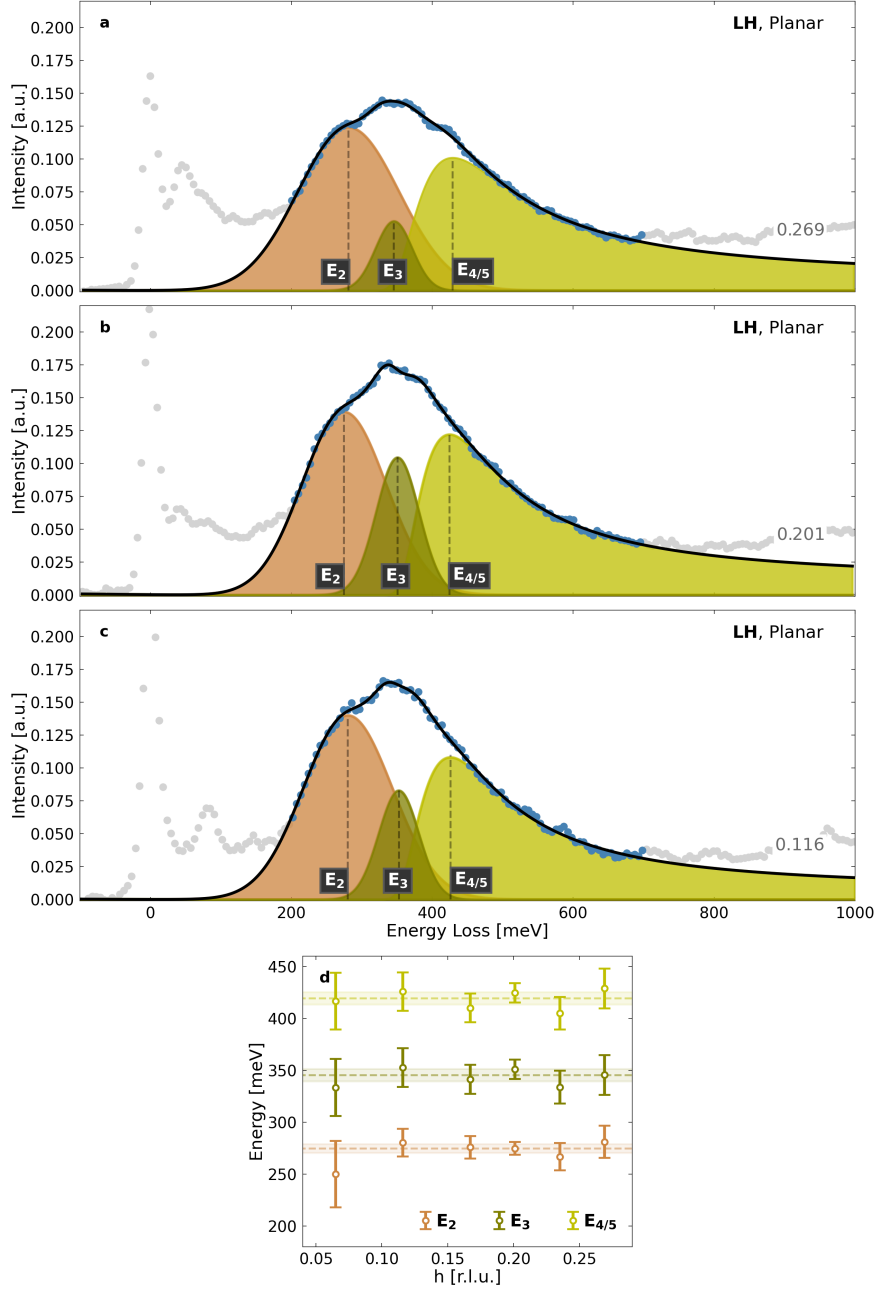 a
LH, Planar
Intensity [a.u.]
0.200
0.175
0.150
0.125
0.100
0.075
0.050
0.025
0.000
0.269
E2
E3
E4/5
b
LH, Planar
Intensity [a.u.]
0.200
0.175
0.150
0.125
0.100
0.075
0.050
0.025
0.000
0.201
E2
E3
E4/5
c
LH, Planar
Intensity [a.u.]
0.200
0.175
0.150
0.125
0.100
0.075
0.050
0.025
0.000
0.116
E2
E3
E4/5
0 200 400 600 800 1000
Energy Loss [meV]
d
Energy [meV]
450
400
350
300
250
200
E2 E3 E4/5
0.05 0.10 0.15 0.20 0.25
h [r.l.u.]